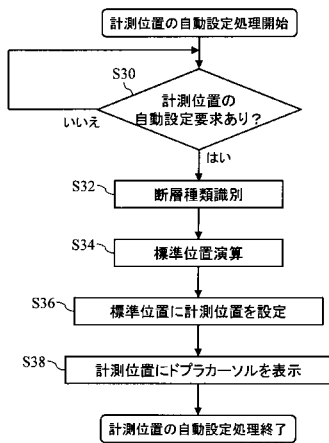 計測位置の自動設定処理開始
S30
計測位置の
自動設定要求あり?
いいえ
はい
S32
断層種類識別
S34
標準位置演算
S36
標準位置に計測位置を設定
S38
計測位置にドプラカーソルを表示
計測位置の自動設定処理終了